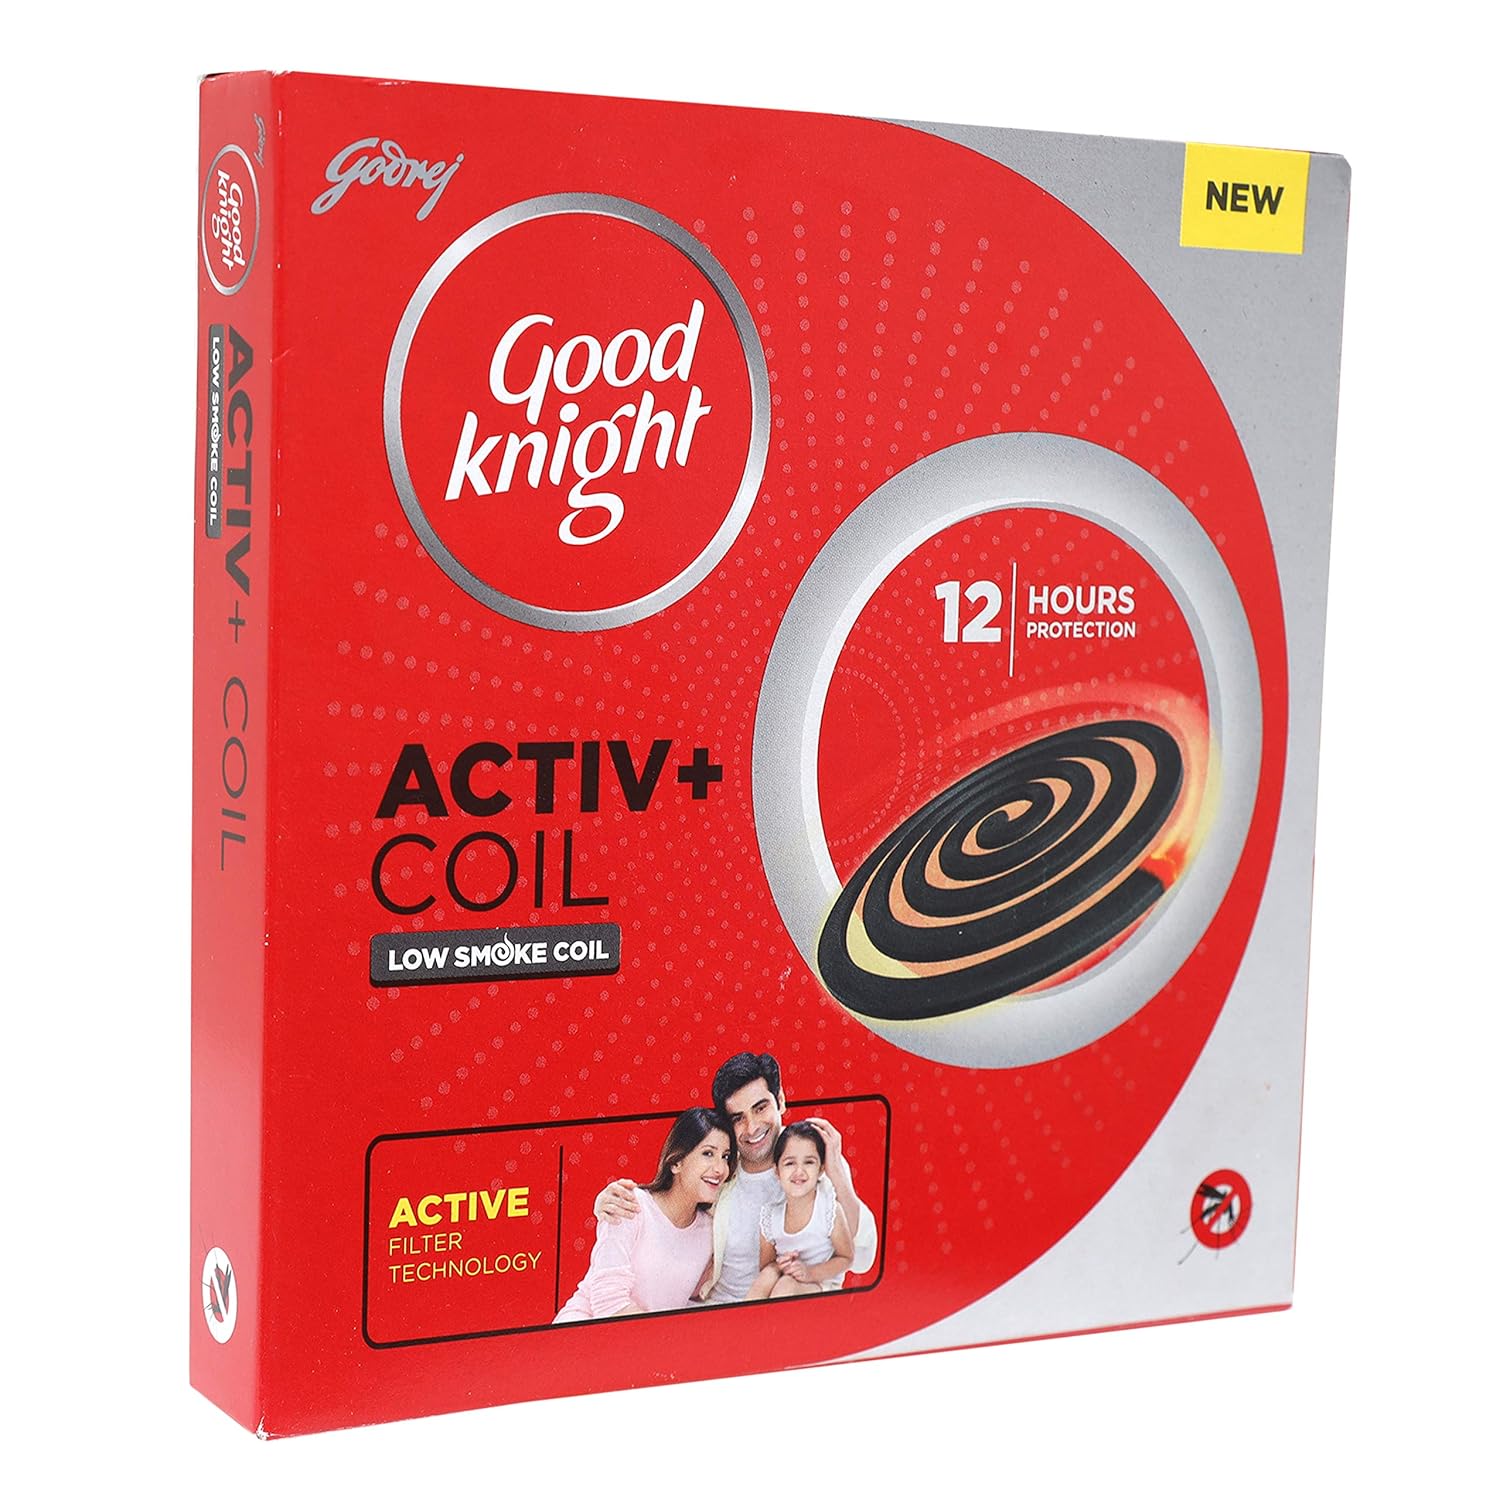 Godrej
NEW
Good
knight
12 HOURS
PROTECTION
ACTIV+
COIL
LOW SMOKE COIL
ACTIVE
FILTER
TECHNOLOGY
Godrej
Good
knight
ACTIV+ COIL
LOW SMOKE COIL